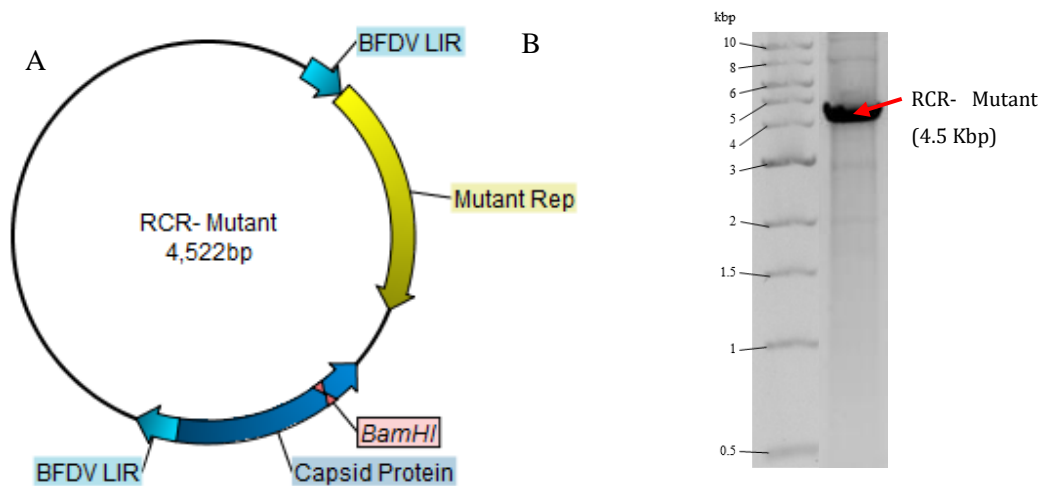 A
BFDV LIR
Mutant Rep
RCR- Mutant
4,522bp
BamHI
BFDV LIR
Capsid Protein
B
kbp
10
8
6
5
4
3
2
1.5
1
0.5
RCR- Mutant
(4.5 Kbp)